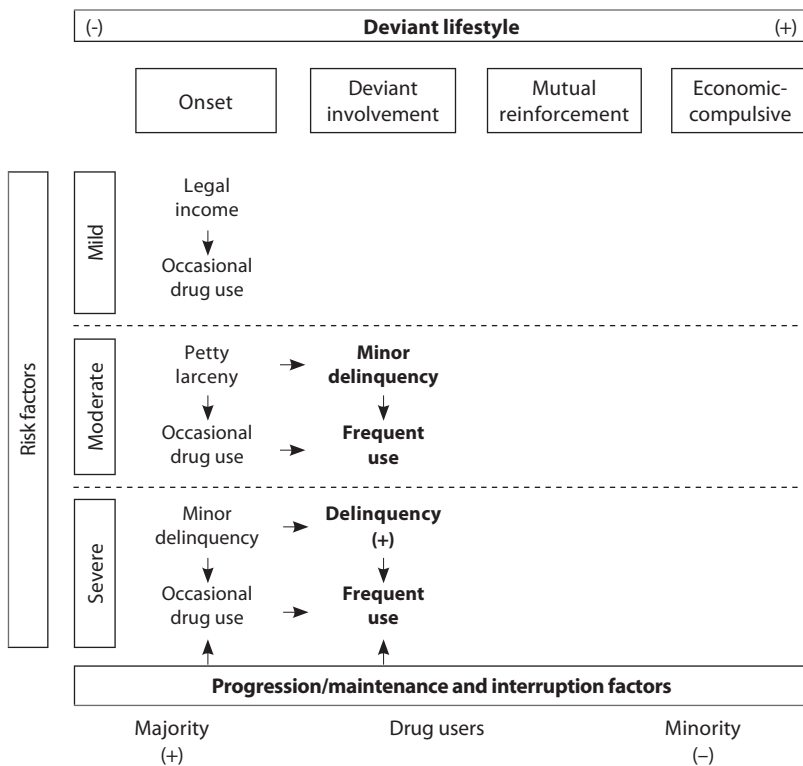 (-) Deviant lifestyle (+)
Onset
Deviant
involvement
Mutual
reinforcement
Economic-
compulsive
Risk factors
Mild
Legal
income
Occasional
drug use
Moderate
Petty
larceny
Minor
delinquency
Occasional
drug use
Frequent
use
Severe
Minor
delinquency
Delinquency
(+)
Occasional
drug use
Frequent
use
Progression/maintenance and interruption factors
Majority
(+)
Drug users
Minority
(–)